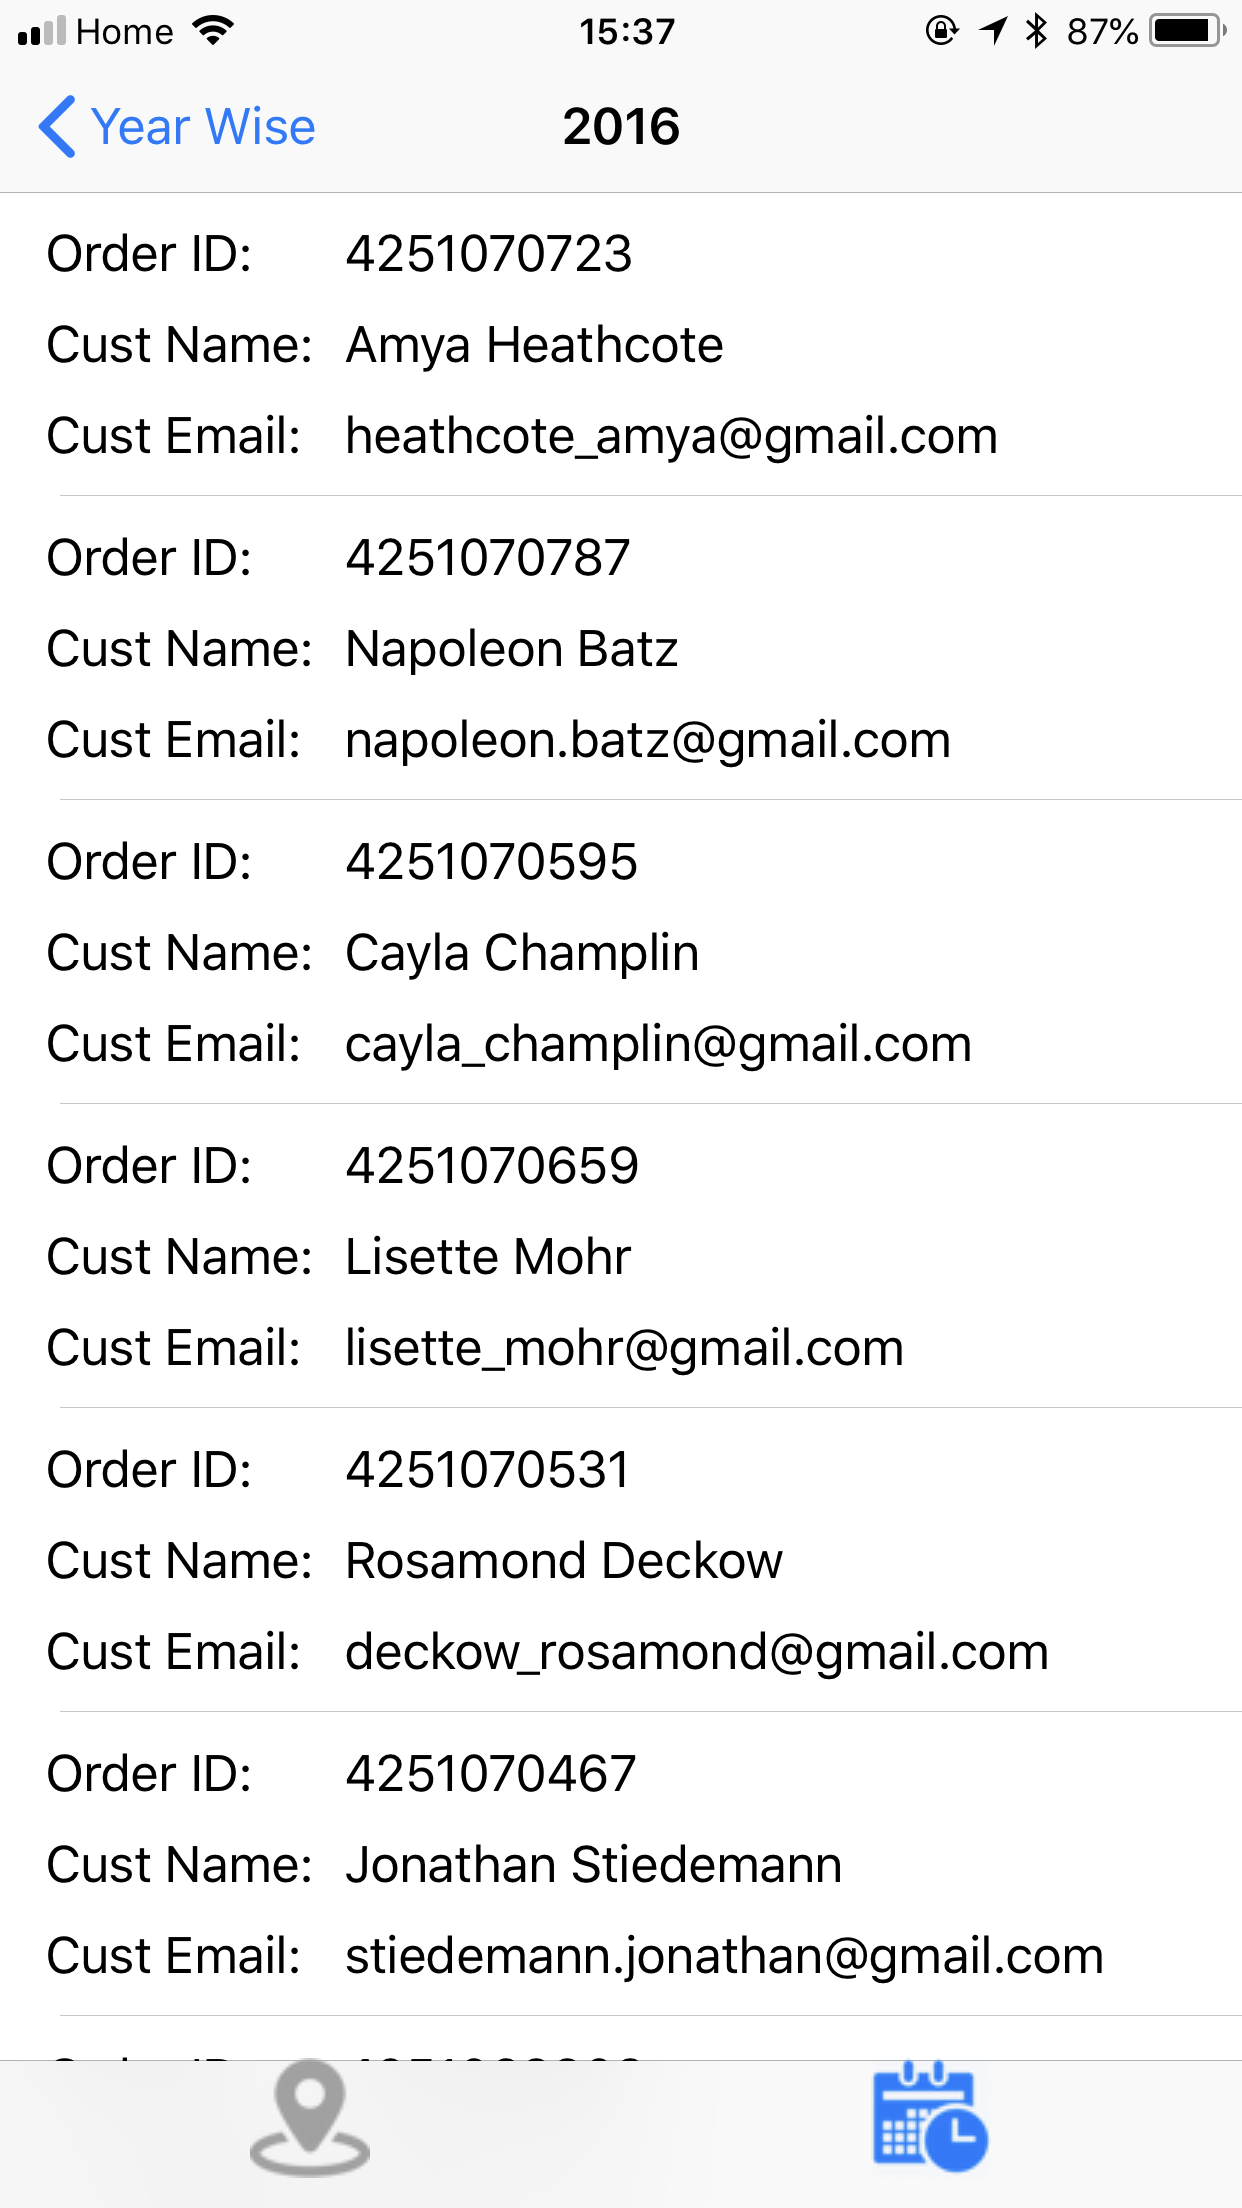 Home 15:37 87%
Year Wise 2016
Order ID: 4251070723
Cust Name: Amya Heathcote
Cust Email: heathcote_amya@gmail.com
Order ID: 4251070787
Cust Name: Napoleon Batz
Cust Email: napoleon.batz@gmail.com
Order ID: 4251070595
Cust Name: Cayla Champlin
Cust Email: cayla_champlin@gmail.com
Order ID: 4251070659
Cust Name: Lisette Mohr
Cust Email: lisette_mohr@gmail.com
Order ID: 4251070531
Cust Name: Rosamond Deckow
Cust Email: deckow_rosamond@gmail.com
Order ID: 4251070467
Cust Name: Jonathan Stiedemann
Cust Email: stiedemann.jonathan@gmail.com
Order ID: